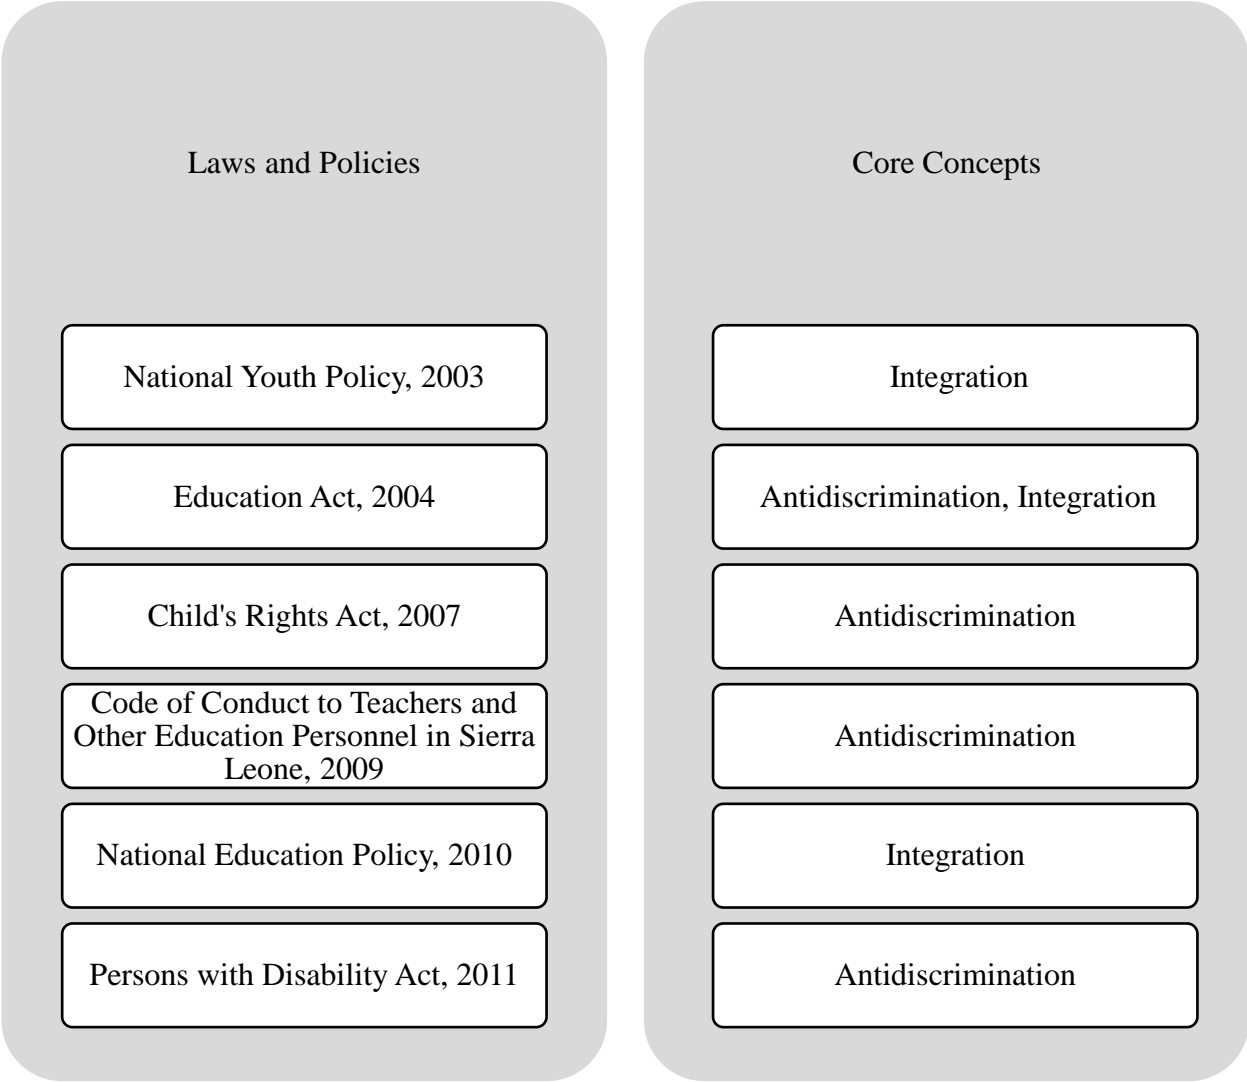 Laws and Policies
Core Concepts
National Youth Policy, 2003
Integration
Education Act, 2004
Antidiscrimination, Integration
Child's Rights Act, 2007
Antidiscrimination
Code of Conduct to Teachers and
Other Education Personnel in Sierra
Leone, 2009
Antidiscrimination
National Education Policy, 2010
Integration
Persons with Disability Act, 2011
Antidiscrimination